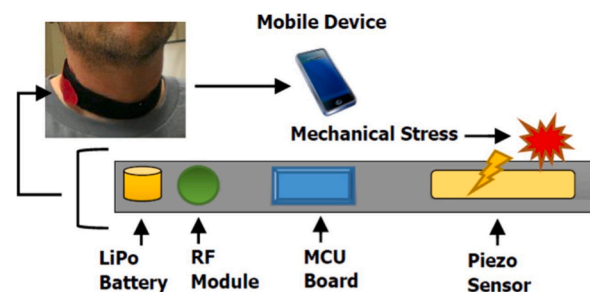 Mobile Device
Mechanical Stress
LiPo
Battery
RF
Module
MCU
Board
Piezo
Sensor